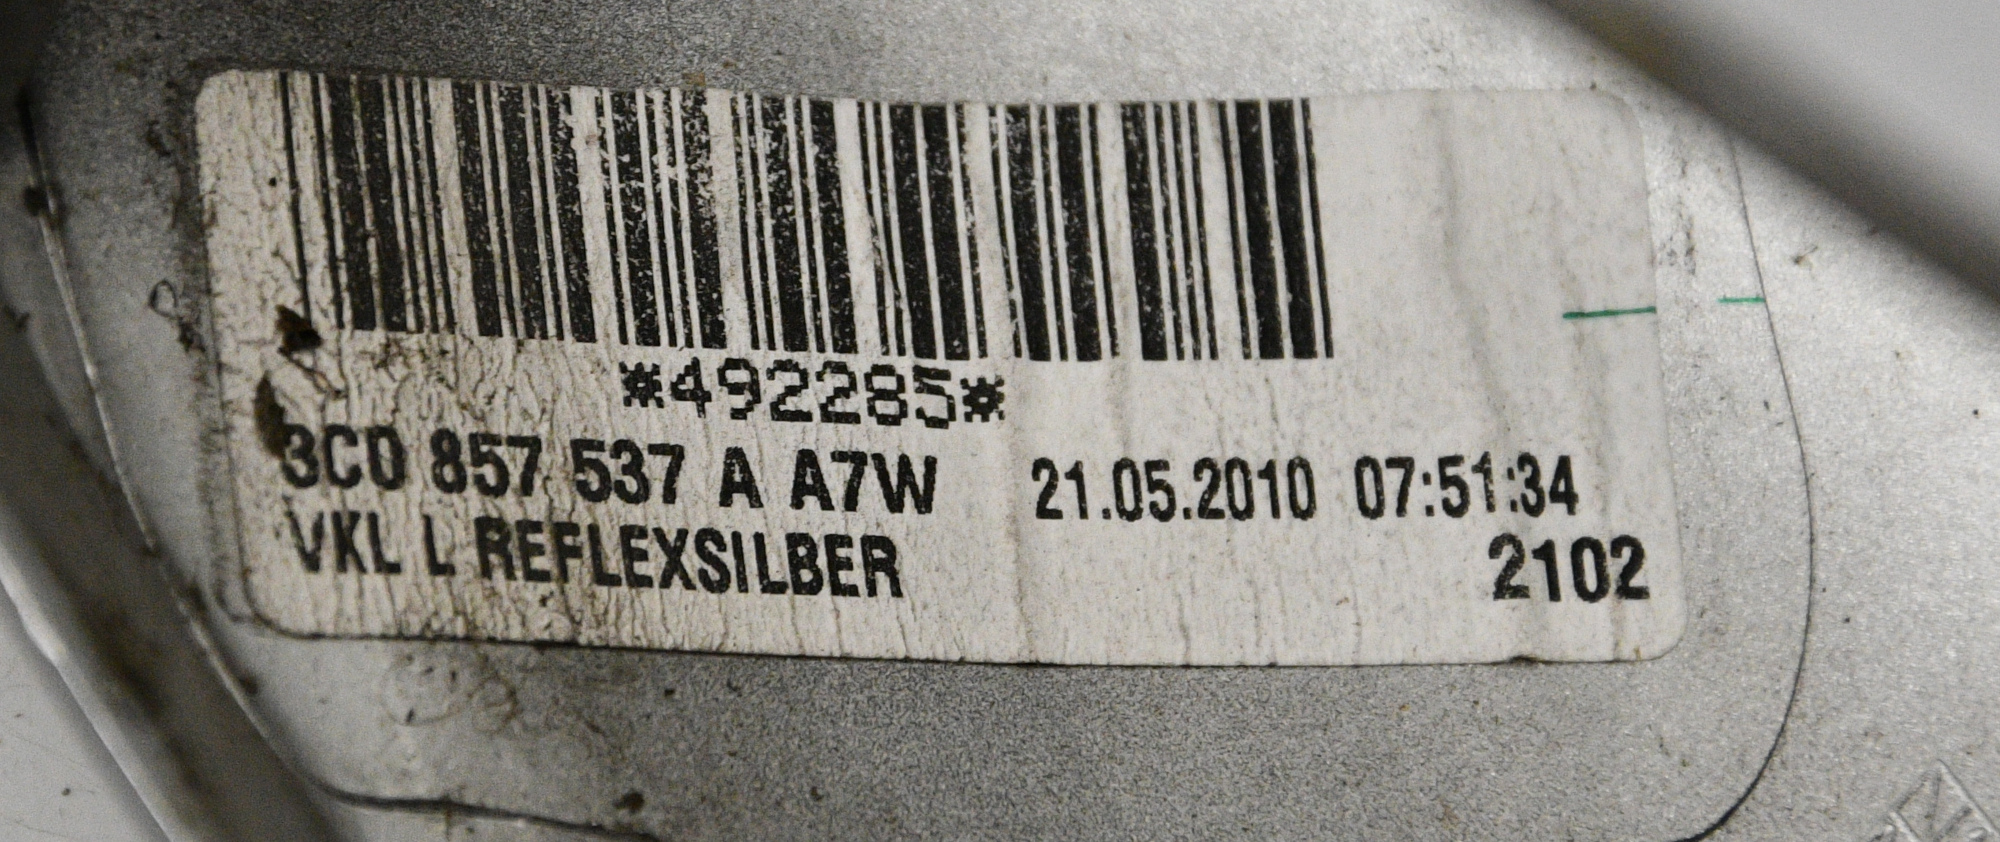 *492285*
3C0 857 537 A A7W 21.05.2010 07:51:34
VKL L REFLEXSILBER 2102